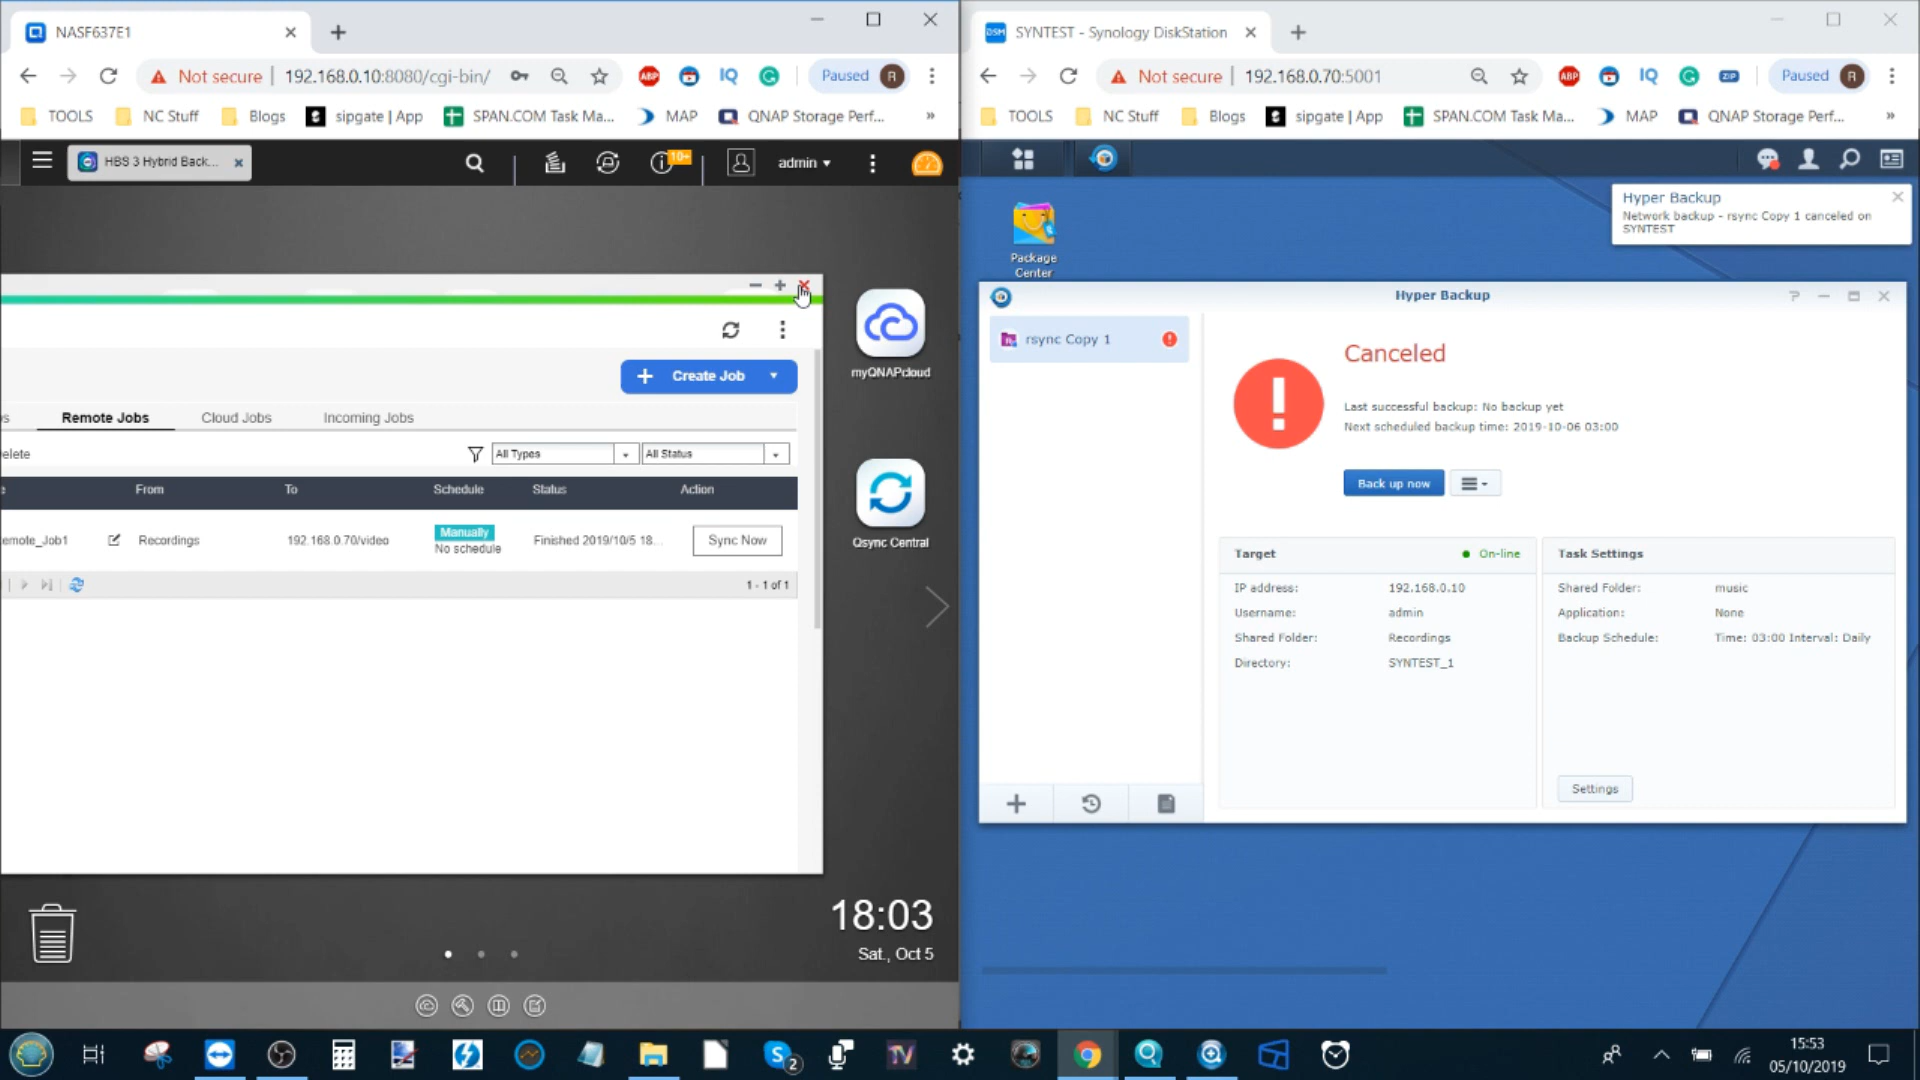 NASF637E1
Not secure
192.168.0.10:8080/cgi-bin/
ABP
IQ
Paused
R
TOOLS
NC Stuff
Blogs
sipgate | App
SPAN.COM Task Ma...
MAP
QNAP Storage Perf...
»
HBS 3 Hybrid Back...
10+
admin
Create Job
Remote Jobs
Cloud Jobs
Incoming Jobs
elete
All Types
All Status
From
To
Schedule
Status
Action
emote_Job1
Recordings
192.168.0.70/video
Manually
No schedule
Finished 2019/10/5 18...
Sync Now
1 - 1 of 1
myQNAPcloud
Qsync Central
18:03
Sat., Oct 5
DSM
SYNTEST - Synology DiskStation
Not secure
192.168.0.70:5001
ABP
IQ
ZIP
Paused
R
TOOLS
NC Stuff
Blogs
sipgate | App
SPAN.COM Task Ma...
MAP
QNAP Storage Perf...
»
Package
Center
Hyper Backup
Network backup - rsync Copy 1 canceled on
SYNTEST
Hyper Backup
rsync Copy 1
Canceled
Last successful backup: No backup yet
Next scheduled backup time: 2019-10-06 03:00
Back up now
Target
On-line
IP address: 192.168.0.10
Username: admin
Shared Folder: Recordings
Directory: SYNTEST_1
Task Settings
Shared Folder: music
Application: None
Backup Schedule: Time: 03:00 Interval: Daily
Settings
2
TV
15:53
05/10/2019